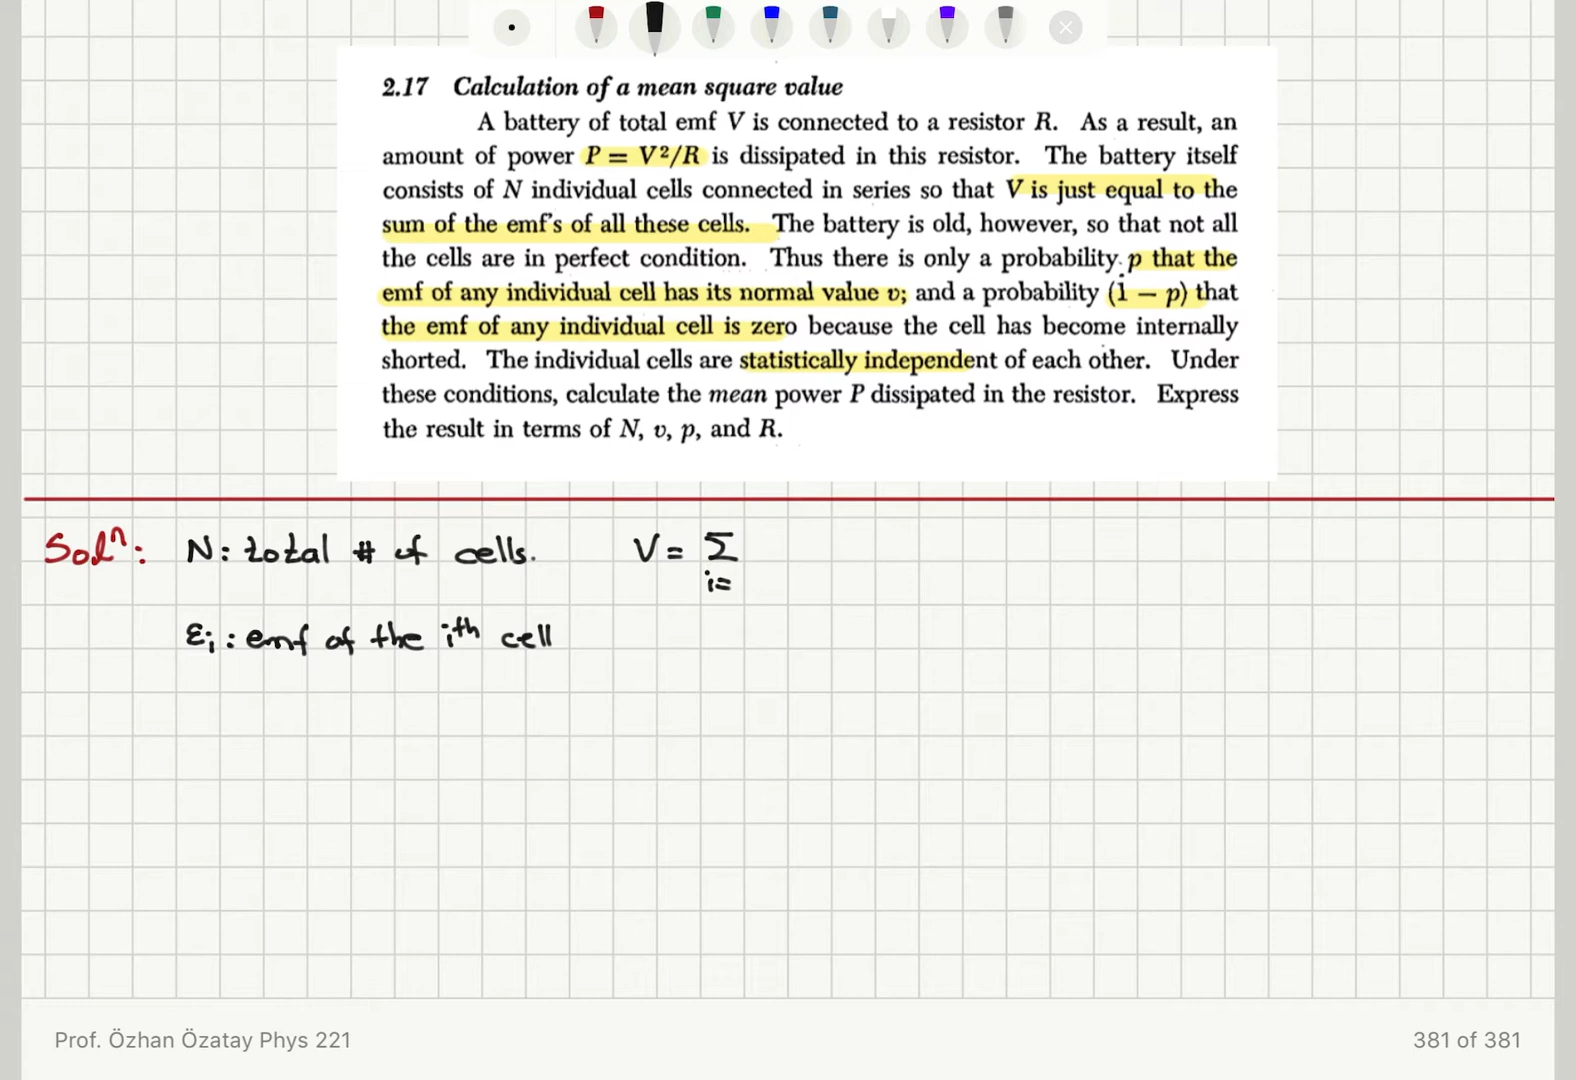 2.17 Calculation of a mean square value
A battery of total emf V is connected to a resistor R. As a result, an
amount of power P = V²/R is dissipated in this resistor. The battery itself
consists of N individual cells connected in series so that V is just equal to the
sum of the emf's of all these cells. The battery is old, however, so that not all
the cells are in perfect condition. Thus there is only a probability p that the
emf of any individual cell has its normal value v; and a probability (1 − p) that
the emf of any individual cell is zero because the cell has become internally
shorted. The individual cells are statistically independent of each other. Under
these conditions, calculate the mean power P dissipated in the resistor. Express
the result in terms of N, v, p, and R.
Solⁿ: N: total # of cells. V = Σ
i=
εᵢ : emf of the iᵗʰ cell
Prof. Özhan Özatay Phys 221
381 of 381